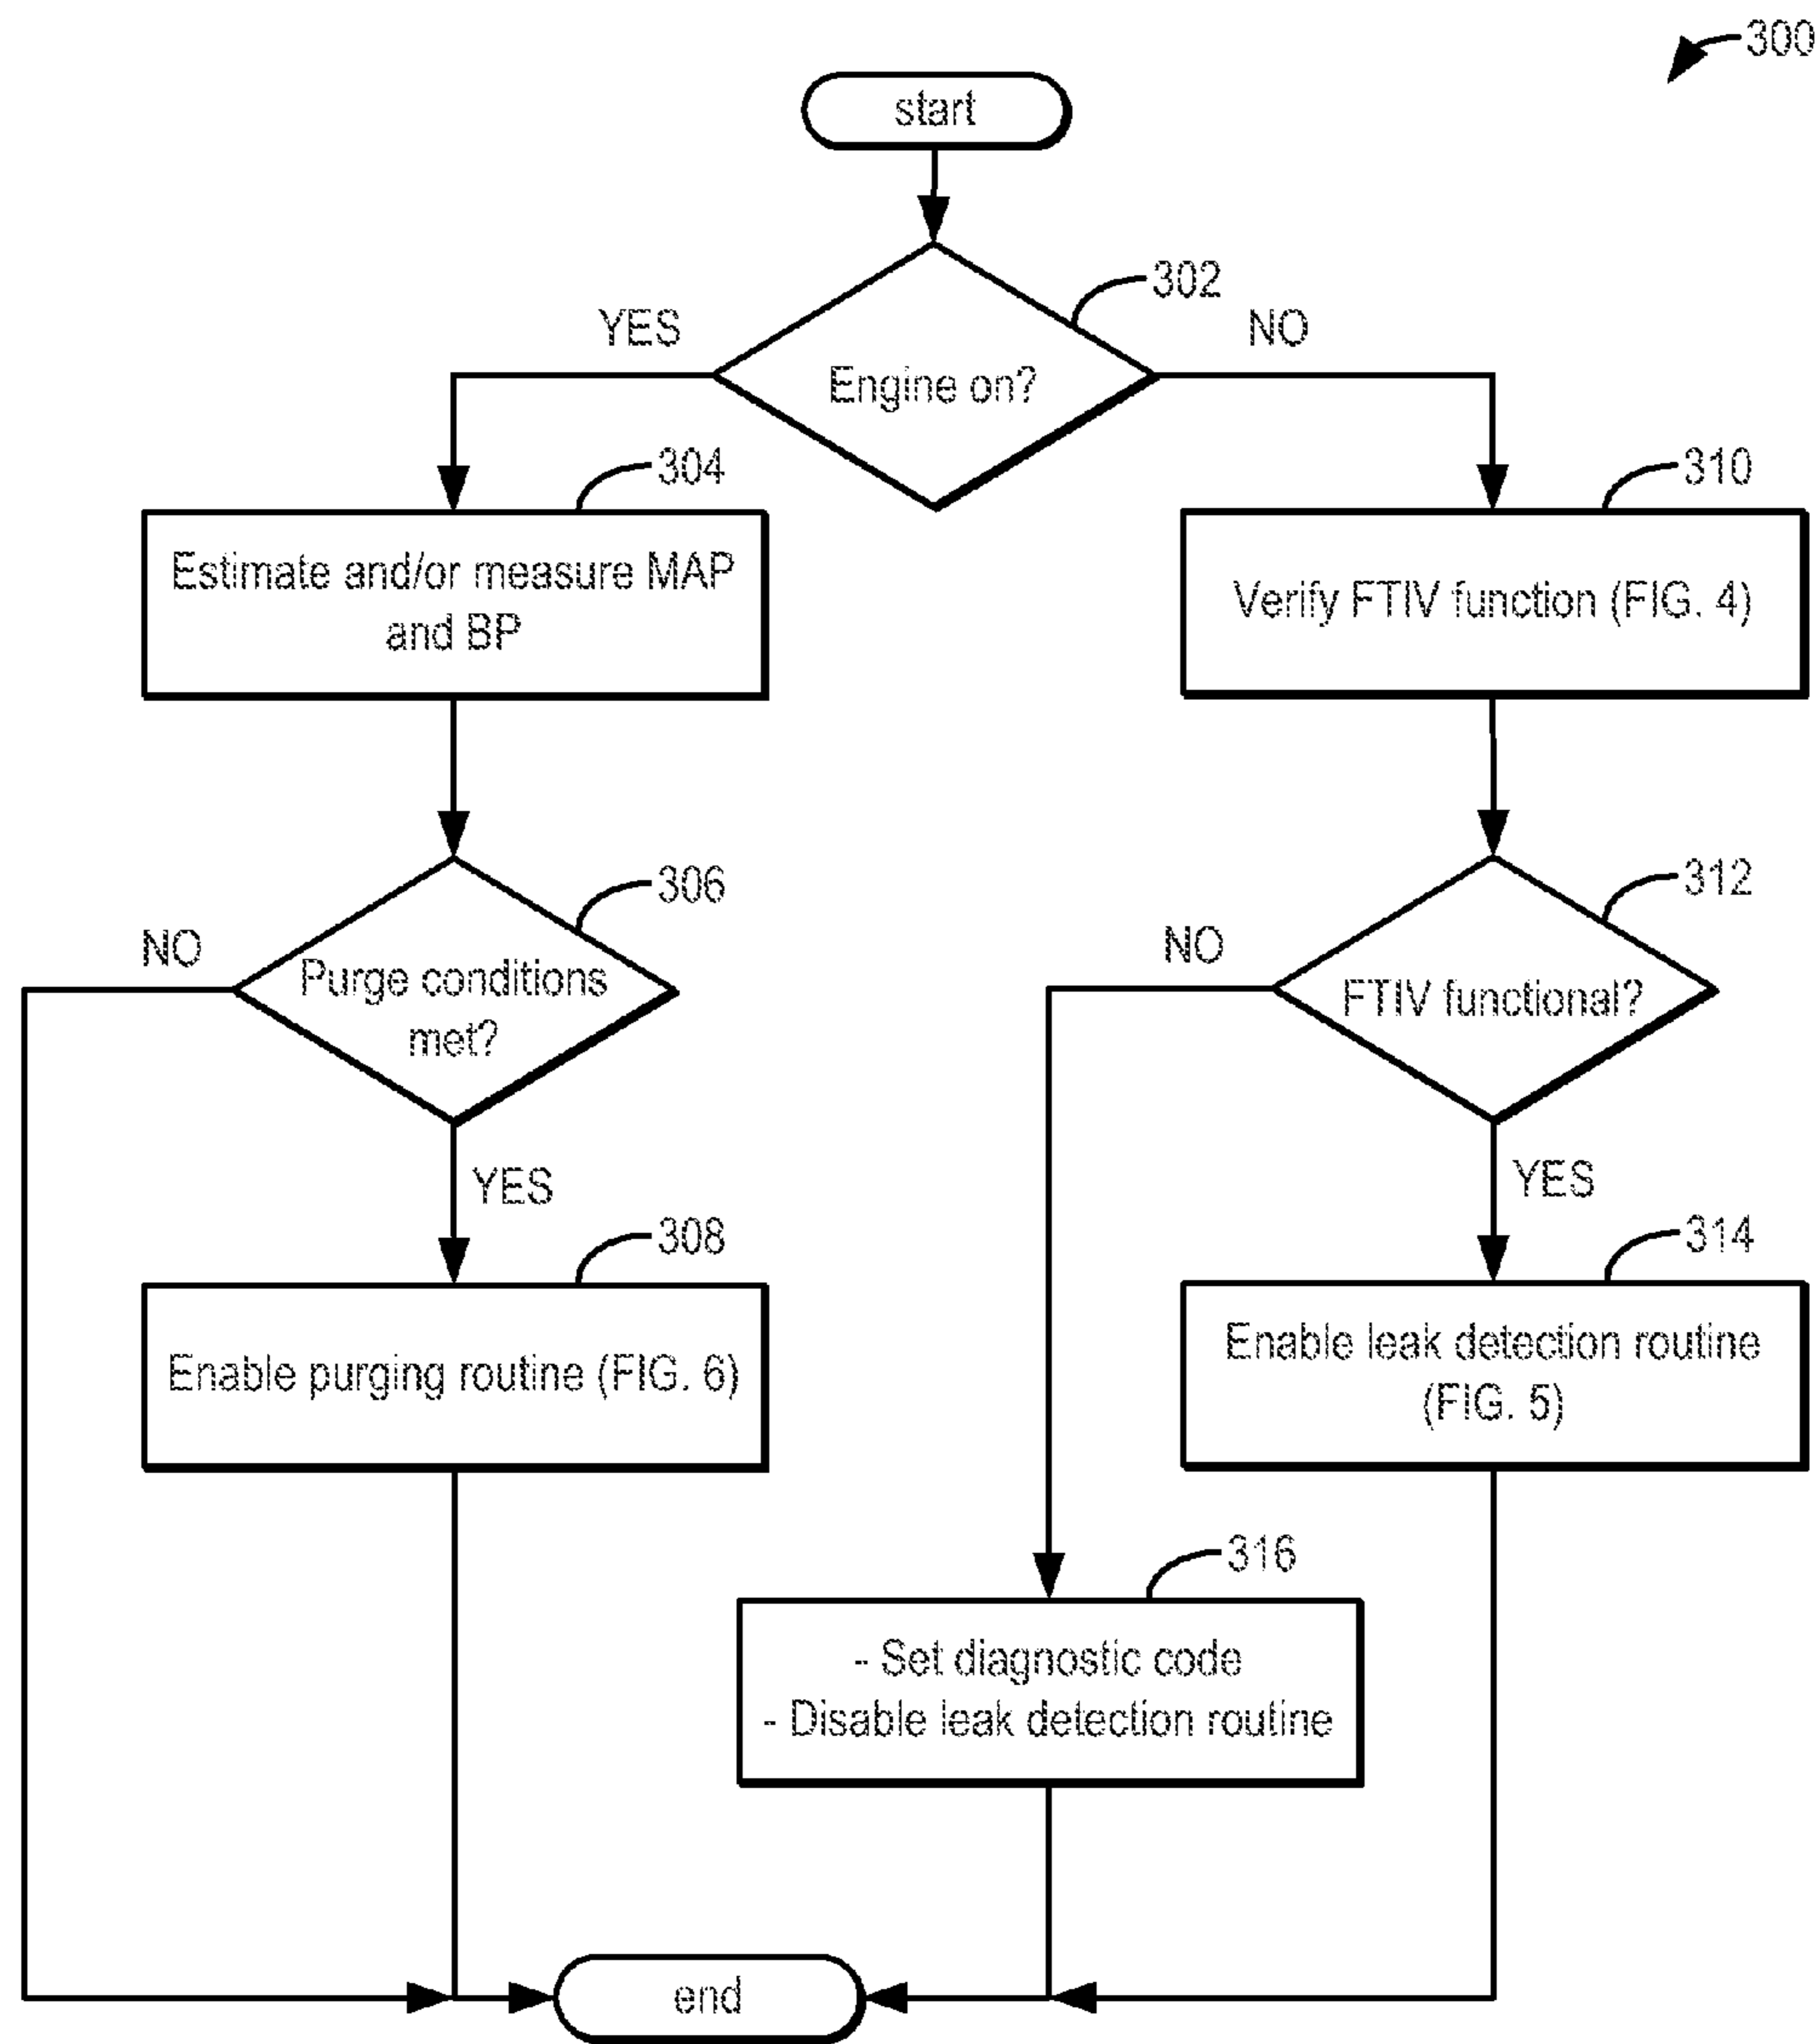 300
start
302
YES
NO
Engine on?
304
310
Estimate and/or measure MAP
and BP
Verify FTIV function (FIG. 4)
306
312
NO
NO
Purge conditions
met?
FTIV functional?
YES
YES
308
314
Enable purging routine (FIG. 6)
Enable leak detection routine
(FIG. 5)
316
- Set diagnostic code
- Disable leak detection routine
end